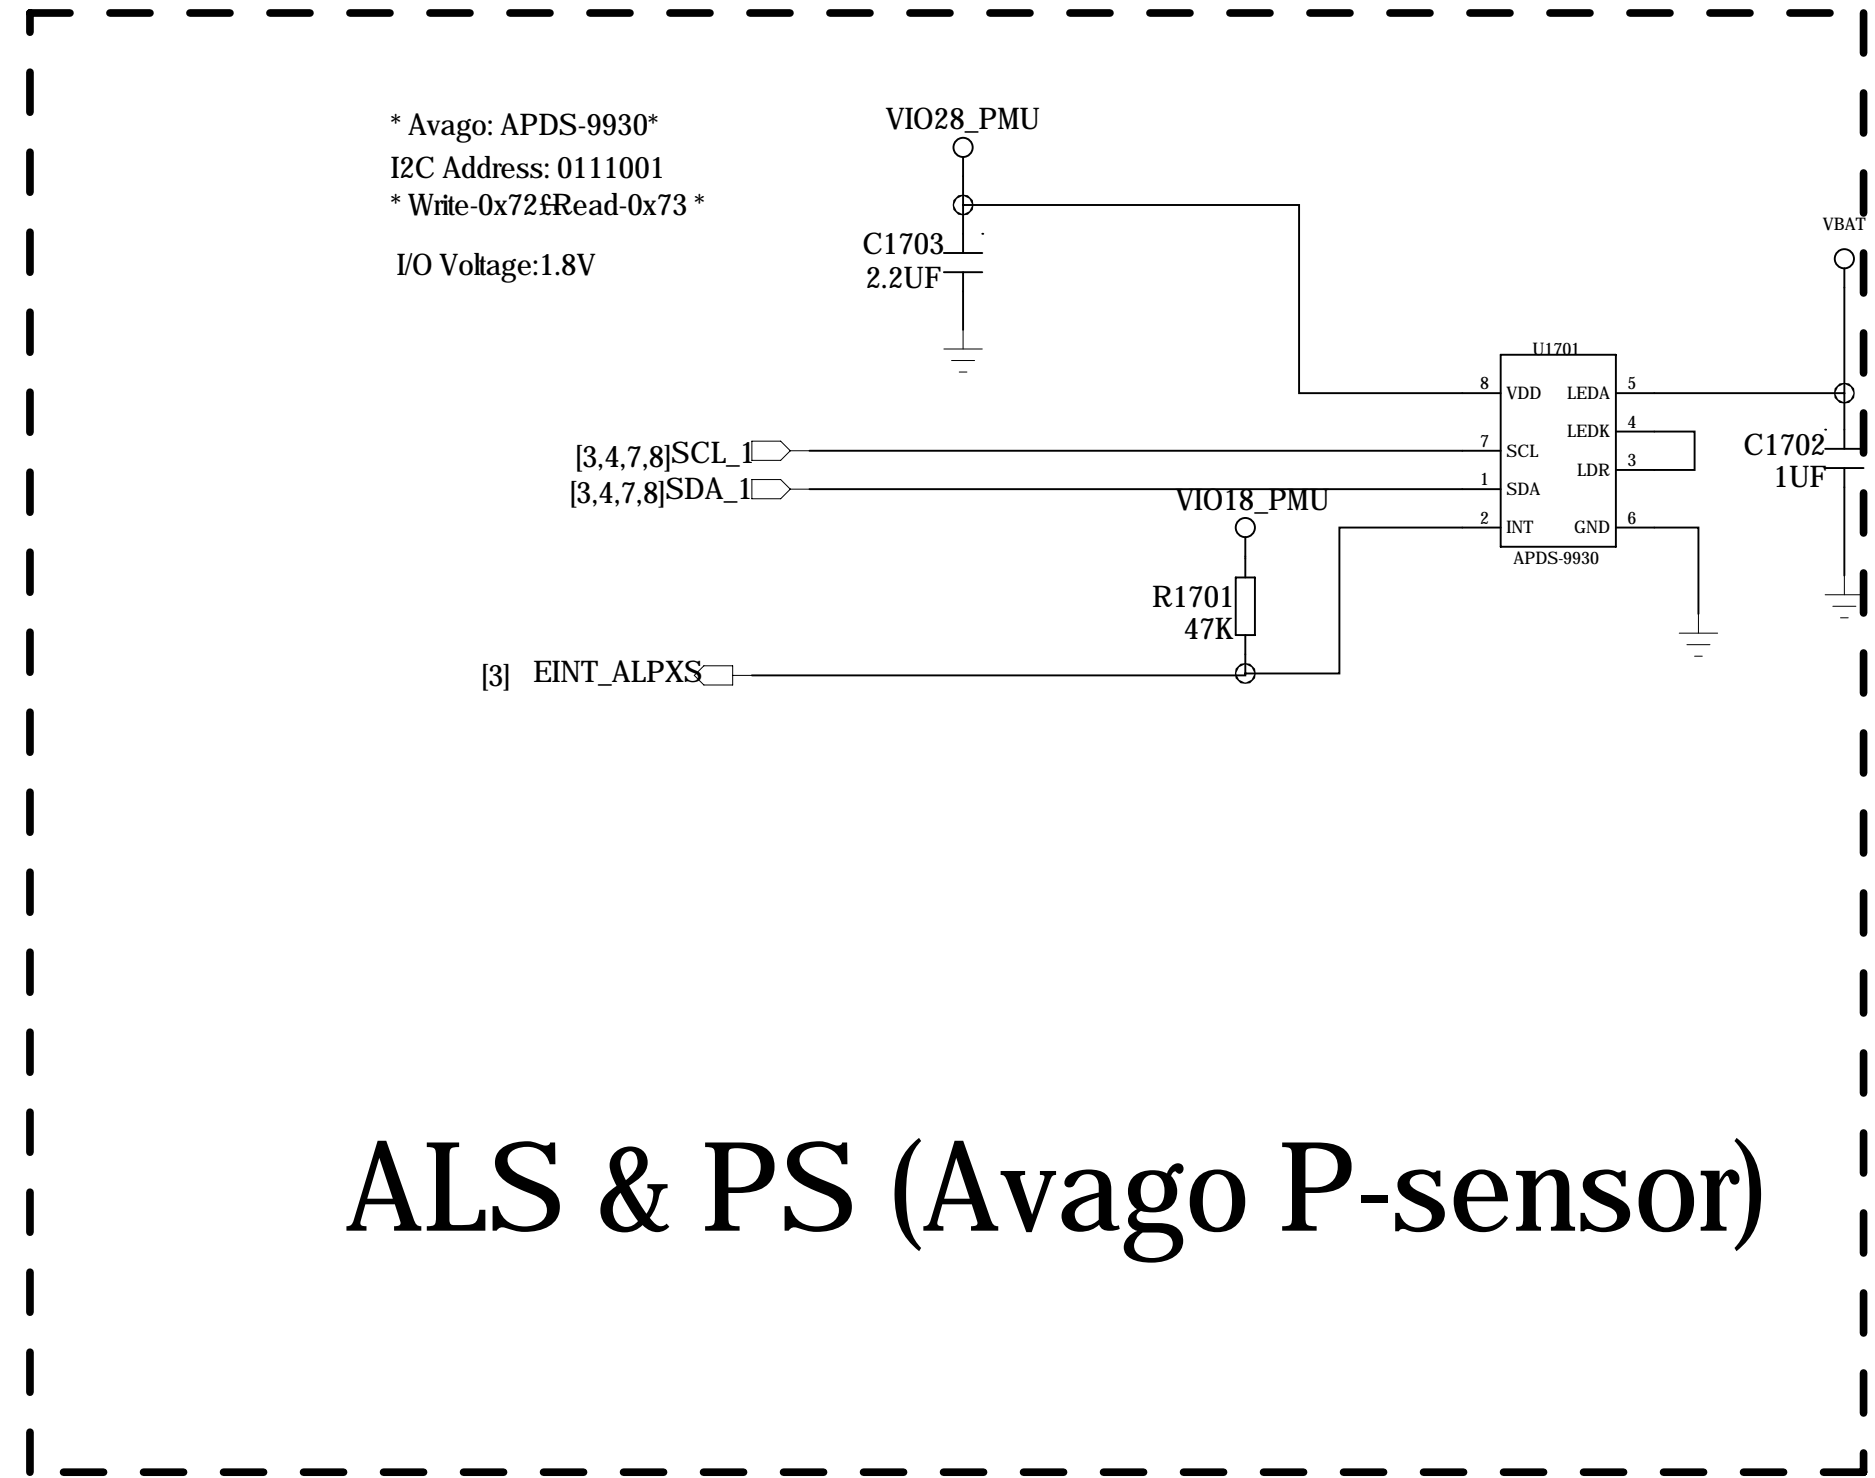 * Avago: APDS-9930*
I2C Address: 0111001
* Write-0x72£Read-0x73 *
I/O Voltage:1.8V
VIO28_PMU
C1703
2.2UF
VBAT
U1701
8 VDD LEDA 5
LEDK 4
7 SCL
LDR 3
1 SDA
2 INT GND 6
APDS-9930
C1702
1UF
[3,4,7,8]SCL_1
[3,4,7,8]SDA_1
VIO18_PMU
R1701
47K
[3] EINT_ALPXS
ALS & PS (Avago P-sensor)